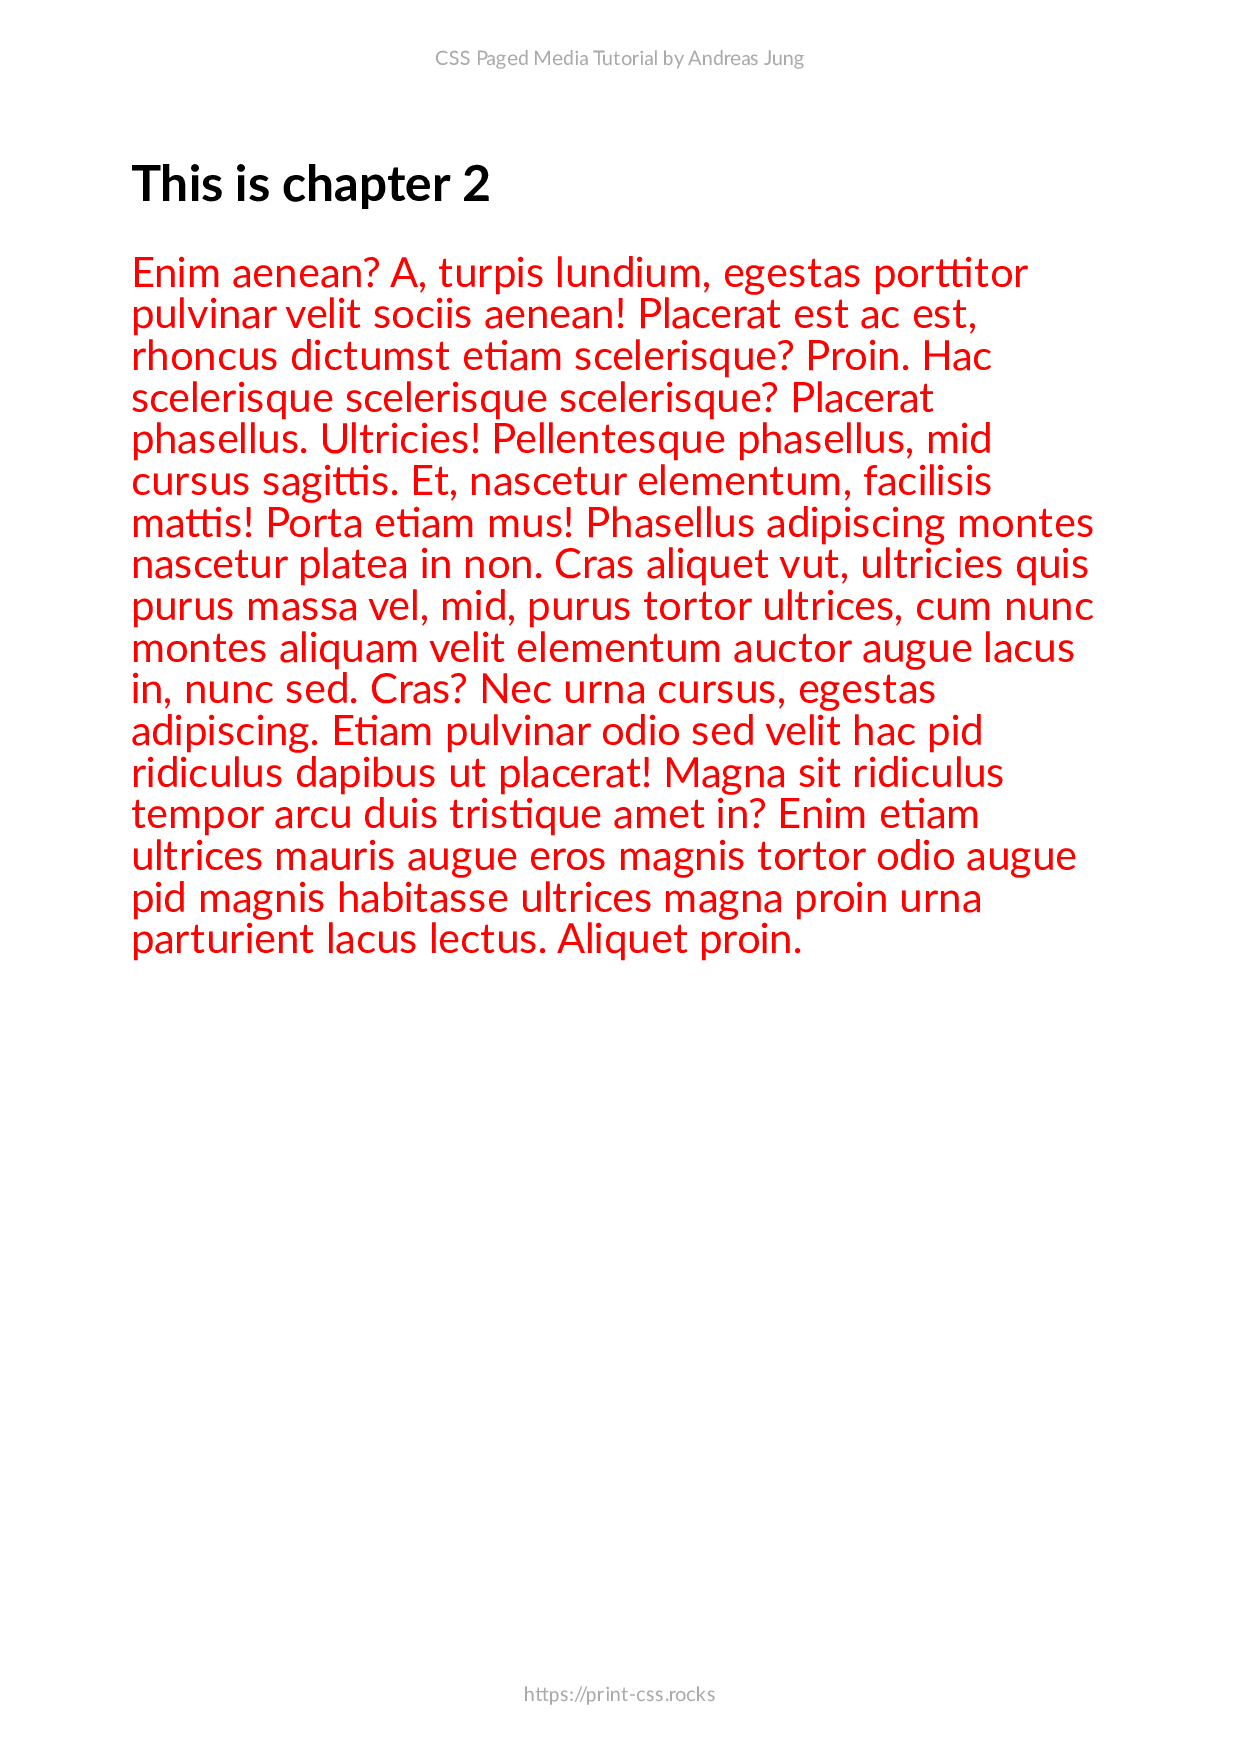 CSS Paged Media Tutorial by Andreas Jung
This is chapter 2
Enim aenean? A, turpis lundium, egestas porttitor
pulvinar velit sociis aenean! Placerat est ac est,
rhoncus dictumst etiam scelerisque? Proin. Hac
scelerisque scelerisque scelerisque? Placerat
phasellus. Ultricies! Pellentesque phasellus, mid
cursus sagittis. Et, nascetur elementum, facilisis
mattis! Porta etiam mus! Phasellus adipiscing montes
nascetur platea in non. Cras aliquet vut, ultricies quis
purus massa vel, mid, purus tortor ultrices, cum nunc
montes aliquam velit elementum auctor augue lacus
in, nunc sed. Cras? Nec urna cursus, egestas
adipiscing. Etiam pulvinar odio sed velit hac pid
ridiculus dapibus ut placerat! Magna sit ridiculus
tempor arcu duis tristique amet in? Enim etiam
ultrices mauris augue eros magnis tortor odio augue
pid magnis habitasse ultrices magna proin urna
parturient lacus lectus. Aliquet proin.
https://print-css.rocks